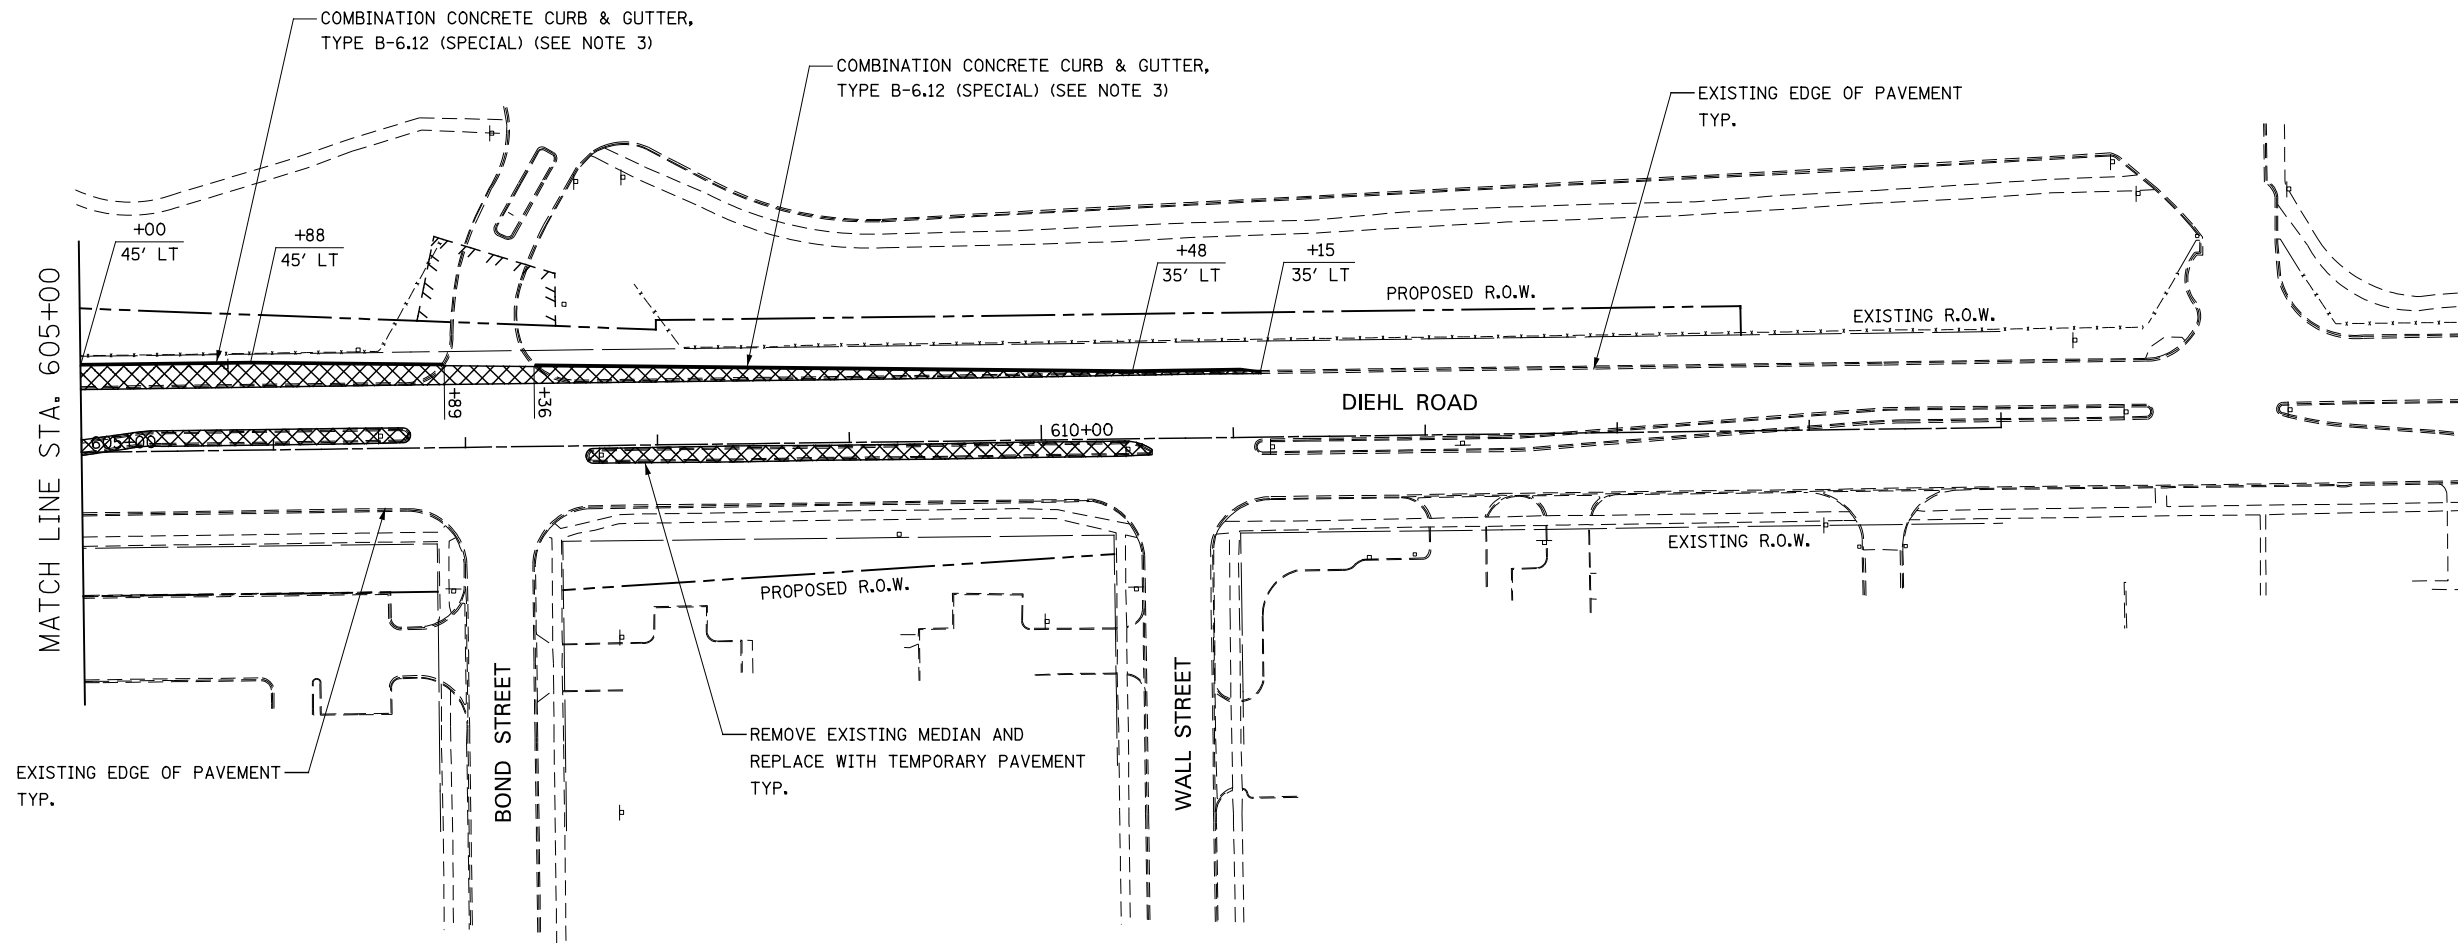 COMBINATION CONCRETE CURB & GUTTER,
TYPE B-6.12 (SPECIAL) (SEE NOTE 3)
COMBINATION CONCRETE CURB & GUTTER,
TYPE B-6.12 (SPECIAL) (SEE NOTE 3)
EXISTING EDGE OF PAVEMENT
TYP.
+00
45' LT
+88
45' LT
+48
35' LT
+15
35' LT
PROPOSED R.O.W.
EXISTING R.O.W.
MATCH LINE STA. 605+00
+89
+36
DIEHL ROAD
605+00
610+00
EXISTING R.O.W.
PROPOSED R.O.W.
BOND STREET
WALL STREET
REMOVE EXISTING MEDIAN AND
REPLACE WITH TEMPORARY PAVEMENT
TYP.
EXISTING EDGE OF PAVEMENT
TYP.